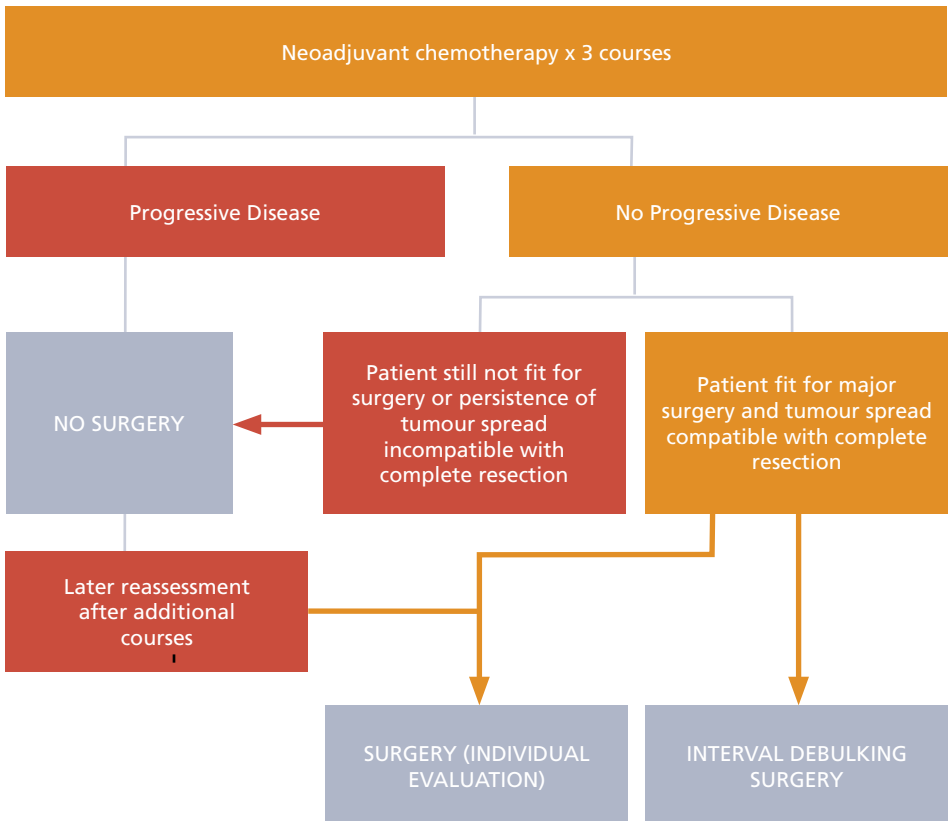 Neoadjuvant chemotherapy x 3 courses
Progressive Disease
No Progressive Disease
NO SURGERY
Patient still not fit for
surgery or persistence of
tumour spread
incompatible with
complete resection
Patient fit for major
surgery and tumour spread
compatible with complete
resection
Later reassessment
after additional
courses
SURGERY (INDIVIDUAL
EVALUATION)
INTERVAL DEBULKING
SURGERY